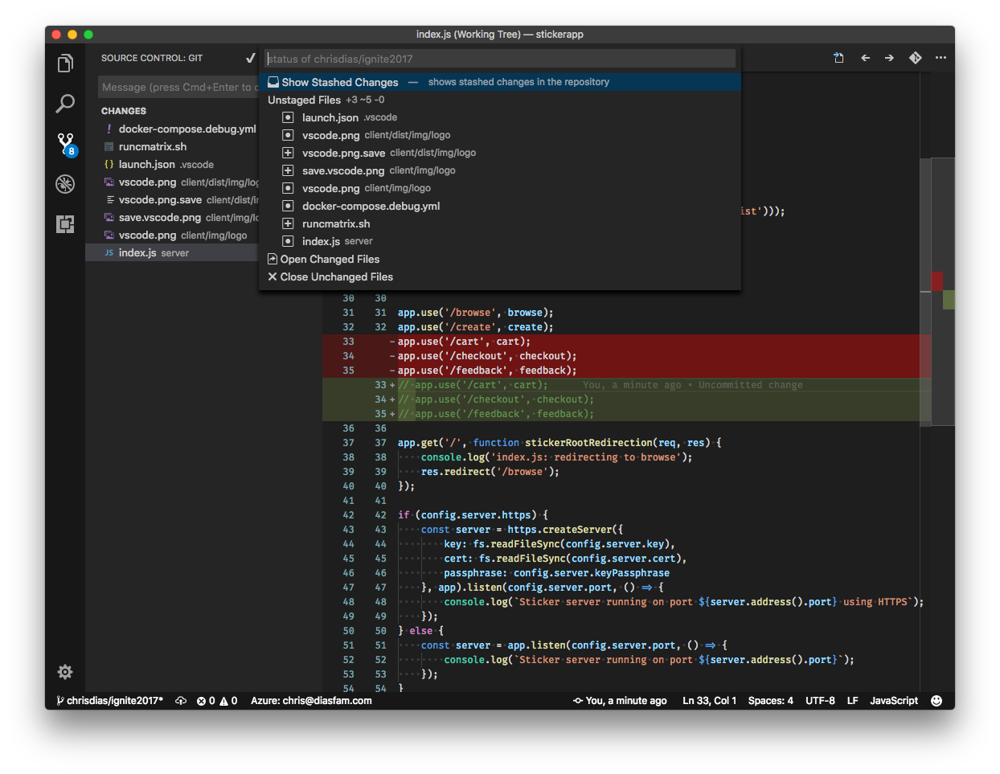 index.js (Working Tree) — stickerapp
SOURCE CONTROL: GIT
status of chrisdias/ignite2017
Message (press Cmd+Enter to c
Show Stashed Changes — shows stashed changes in the repository
Unstaged Files +3 ~5 -0
launch.json .vscode
vscode.png client/dist/img/logo
vscode.png.save client/dist/img/logo
save.vscode.png client/img/logo
vscode.png client/img/logo
docker-compose.debug.yml
runcmatrix.sh
index.js server
Open Changed Files
Close Unchanged Files
CHANGES
! docker-compose.debug.yml
runcmatrix.sh
{} launch.json .vscode
vscode.png client/dist/img/log
vscode.png.save client/dist/i
save.vscode.png client/img/l
vscode.png client/img/logo
JS index.js server
8
ist')));
30 30
31 31 app.use('/browse', browse);
32 32 app.use('/create', create);
33 -app.use('/cart', cart);
34 -app.use('/checkout', checkout);
35 -app.use('/feedback', feedback);
33 + // app.use('/cart', cart); You, a minute ago • Uncommitted change
34 + // app.use('/checkout', checkout);
35 + // app.use('/feedback', feedback);
36 36
37 37 app.get('/', function stickerRootRedirection(req, res) {
38 38 console.log('index.js: redirecting to browse');
39 39 res.redirect('/browse');
40 40 });
41 41
42 42 if (config.server.https) {
43 43 const server = https.createServer({
44 44 key: fs.readFileSync(config.server.key),
45 45 cert: fs.readFileSync(config.server.cert),
46 46 passphrase: config.server.keyPassphrase
47 47 }, app).listen(config.server.port, () ⇒ {
48 48 console.log(`Sticker server running on port ${server.address().port} using HTTPS`);
49 49 });
50 50 } else {
51 51 const server = app.listen(config.server.port, () ⇒ {
52 52 console.log(`Sticker server running on port ${server.address().port}`);
53 53 });
54 54 }
chrisdias/ignite2017* 0 0 Azure: chris@diasfam.com You, a minute ago Ln 33, Col 1 Spaces: 4 UTF-8 LF JavaScript